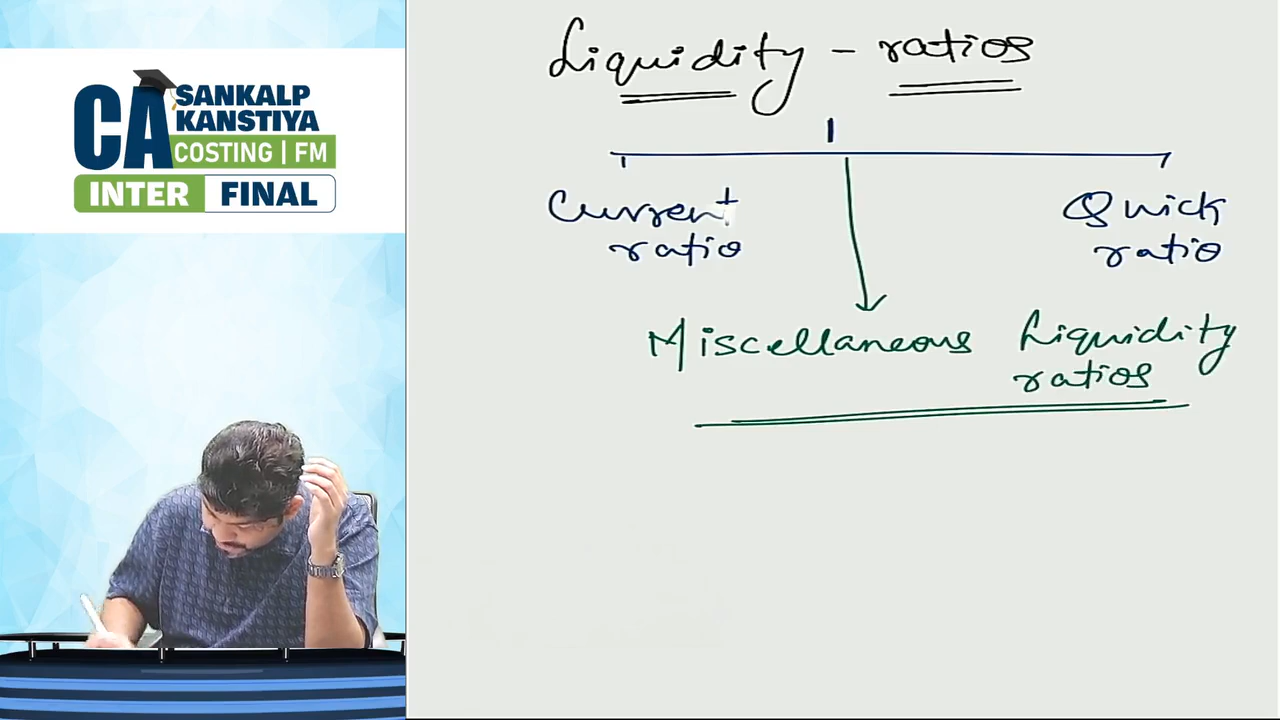 CA SANKALP
KANSTIYA
COSTING | FM
INTER FINAL
Liquidity - ratios
Current
ratio
Quick
ratio
Miscellaneous Liquidity
ratios